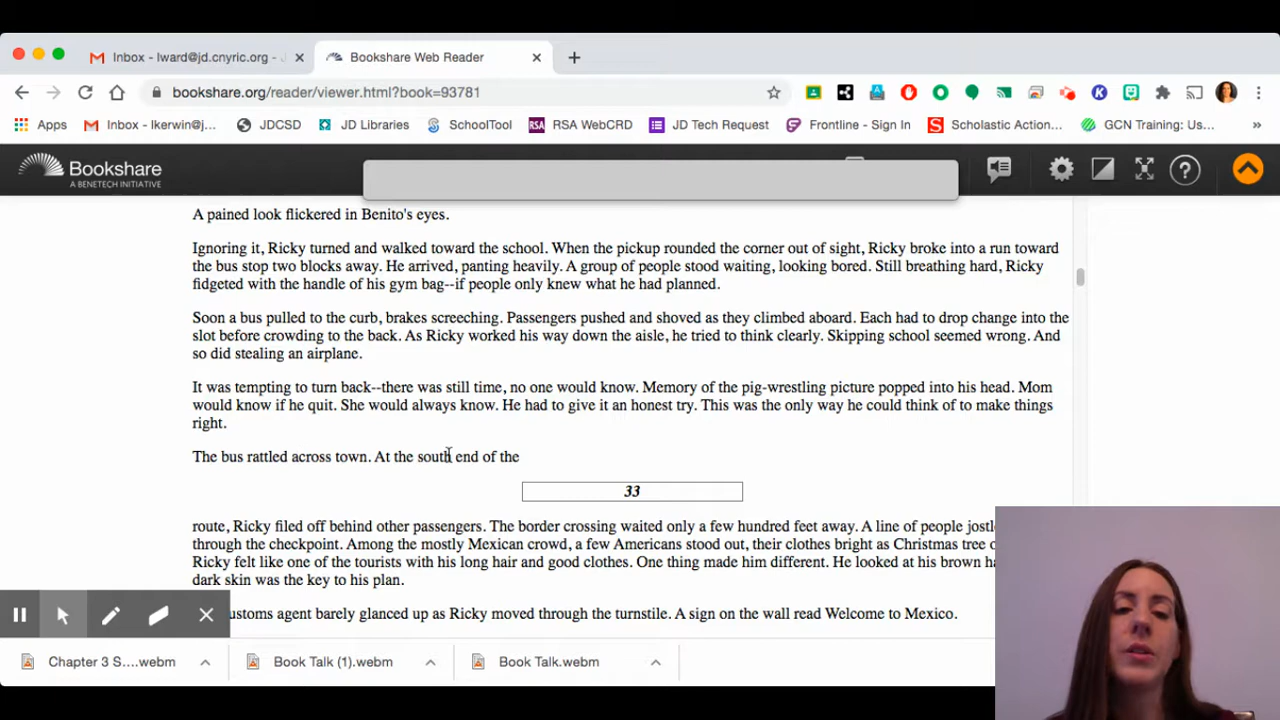 Inbox - lward@jd.cnyric.org -
Bookshare Web Reader
bookshare.org/reader/viewer.html?book=93781
Apps
Inbox - lkerwin@j...
JDCSD
JD Libraries
SchoolTool
RSA
RSA WebCRD
JD Tech Request
Frontline - Sign In
Scholastic Action...
GCN Training: Us...
Bookshare
A BENETECH INITIATIVE
A pained look flickered in Benito's eyes.
Ignoring it, Ricky turned and walked toward the school. When the pickup rounded the corner out of sight, Ricky broke into a run toward
the bus stop two blocks away. He arrived, panting heavily. A group of people stood waiting, looking bored. Still breathing hard, Ricky
fidgeted with the handle of his gym bag--if people only knew what he had planned.
Soon a bus pulled to the curb, brakes screeching. Passengers pushed and shoved as they climbed aboard. Each had to drop change into the
slot before crowding to the back. As Ricky worked his way down the aisle, he tried to think clearly. Skipping school seemed wrong. And
so did stealing an airplane.
It was tempting to turn back--there was still time, no one would know. Memory of the pig-wrestling picture popped into his head. Mom
would know if he quit. She would always know. He had to give it an honest try. This was the only way he could think of to make things
right.
The bus rattled across town. At the south end of the
33
route, Ricky filed off behind other passengers. The border crossing waited only a few hundred feet away. A line of people
through the checkpoint. Among the mostly Mexican crowd, a few Americans stood out, their clothes bright as Christmas tree
Ricky felt like one of the tourists with his long hair and good clothes. One thing made him different. He looked at his brown
dark skin was the key to his plan.
customs agent barely glanced up as Ricky moved through the turnstile. A sign on the wall read Welcome to Mexico.
Chapter 3 S....webm
Book Talk (1).webm
Book Talk.webm